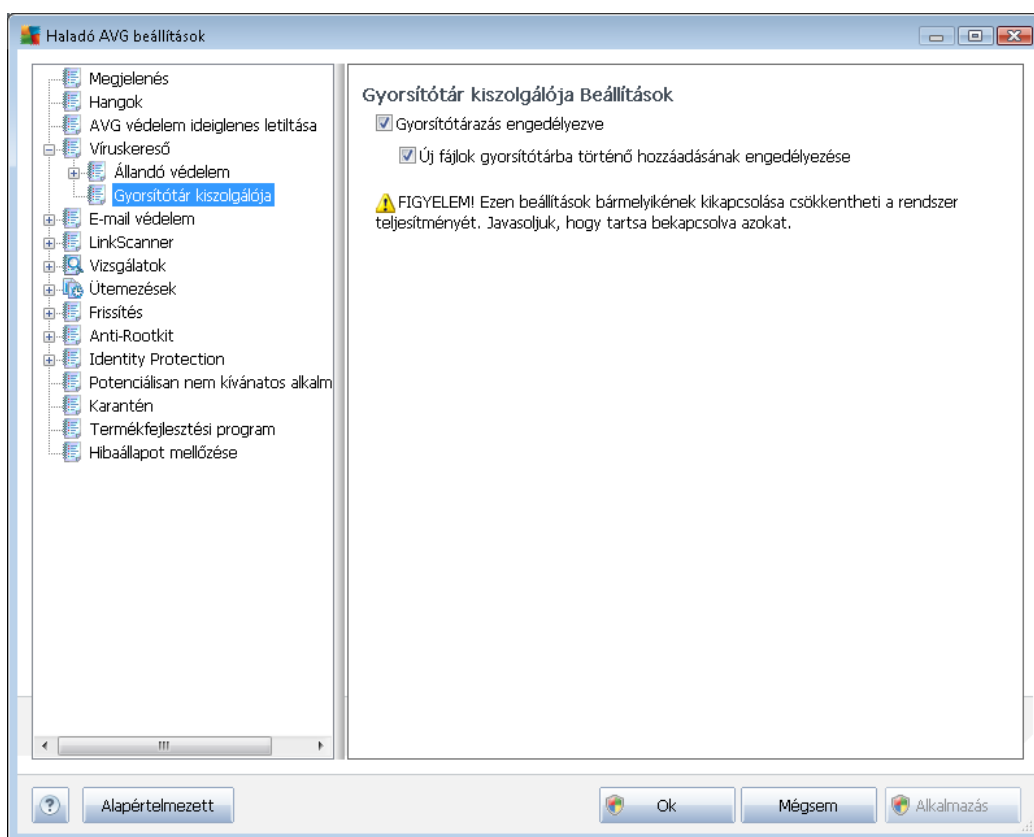 Haladó AVG beállítások
Megjelenés
Hangok
AVG védelem ideiglenes letiltása
Víruskereső
Állandó védelem
Gyorsítótár kiszolgálója
E-mail védelem
LinkScanner
Vizsgálatok
Ütemezések
Frissítés
Anti-Rootkit
Identity Protection
Potenciálisan nem kívánatos alkalm
Karantén
Termékfejlesztési program
Hibaállapot mellőzése
Gyorsítótár kiszolgálója Beállítások
Gyorsítótárazás engedélyezve
Új fájlok gyorsítótárba történő hozzáadásának engedélyezése
FIGYELEM! Ezen beállítások bármelyikének kikapcsolása csökkentheti a rendszer
teljesítményét. Javasoljuk, hogy tartsa bekapcsolva azokat.
? Alapértelmezett Ok Mégsem Alkalmazás